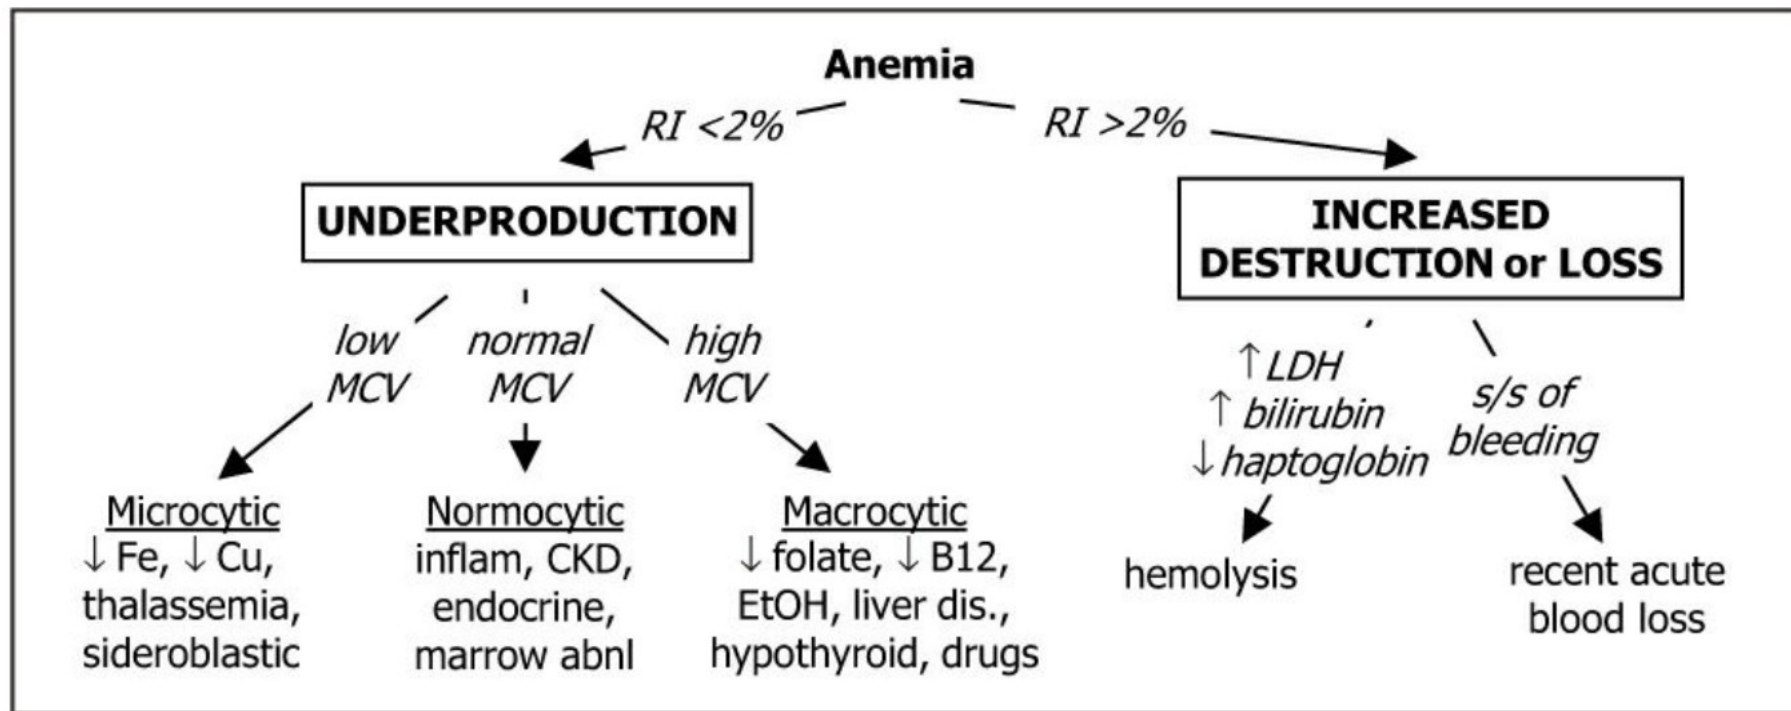 Anemia
RI <2%
RI >2%
UNDERPRODUCTION
INCREASED
DESTRUCTION or LOSS
low
MCV
normal
MCV
high
MCV
↑ LDH
↑ bilirubin
↓ haptoglobin
s/s of
bleeding
Microcytic
↓ Fe, ↓ Cu,
thalassemia,
sideroblastic
Normocytic
inflam, CKD,
endocrine,
marrow abnl
Macrocytic
↓ folate, ↓ B12,
EtOH, liver dis.,
hypothyroid, drugs
hemolysis
recent acute
blood loss